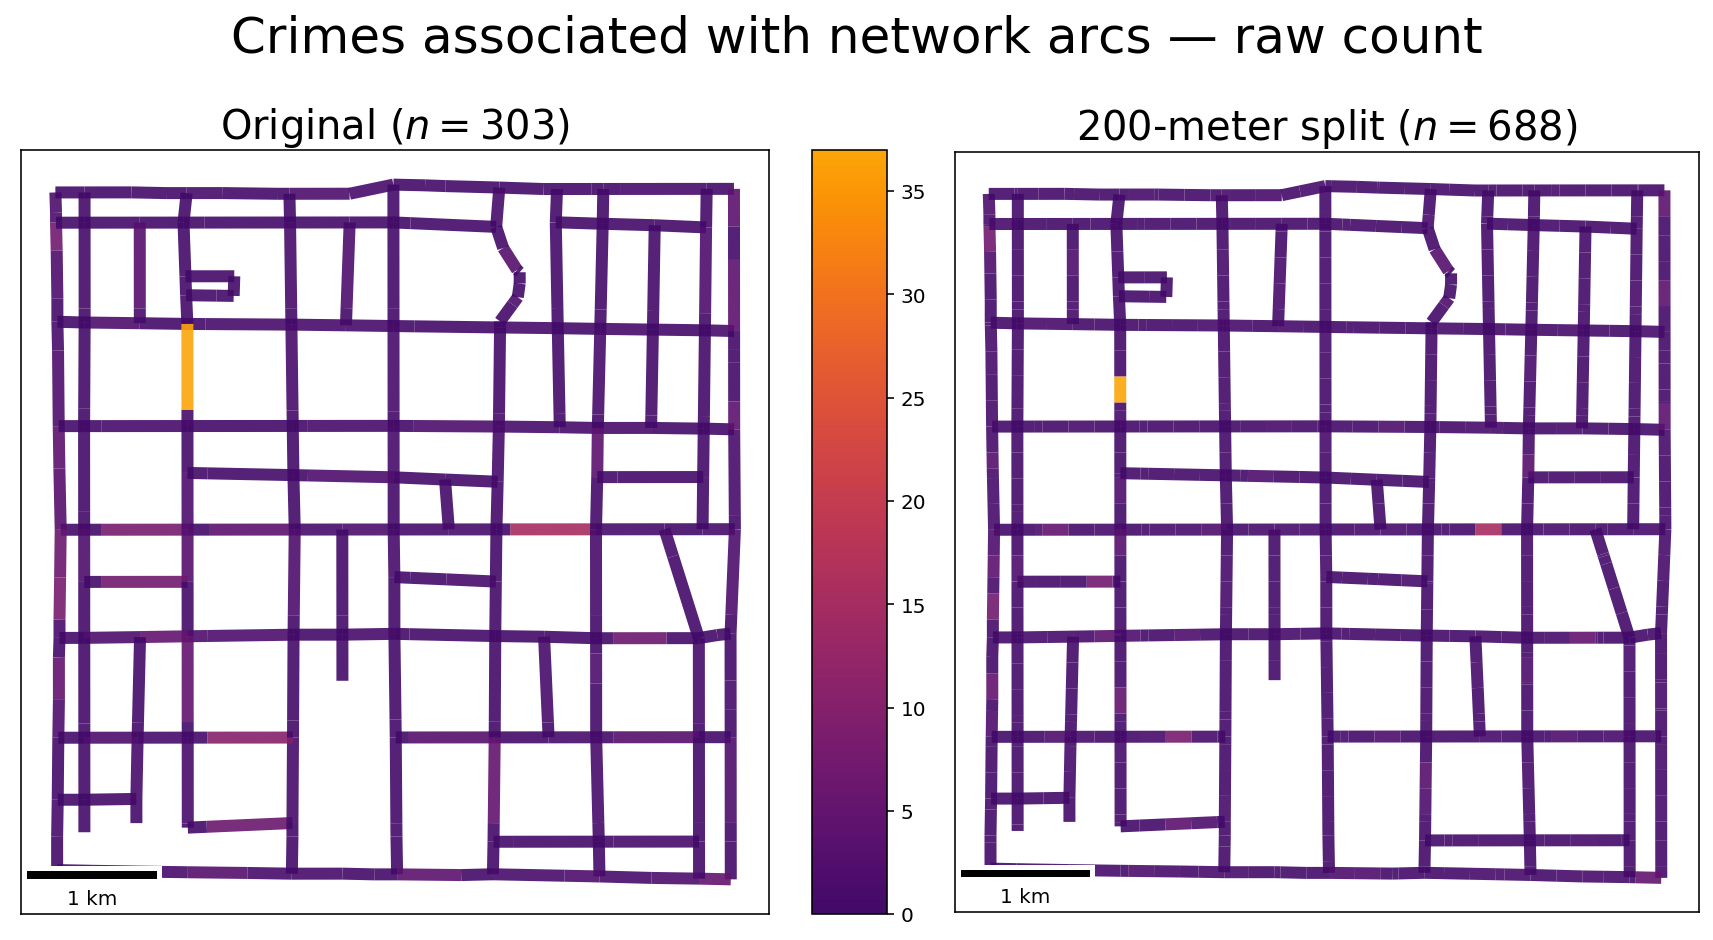 Crimes associated with network arcs — raw count
Original (n = 303)
200-meter split (n = 688)
35
30
25
20
15
10
5
0
1 km
1 km